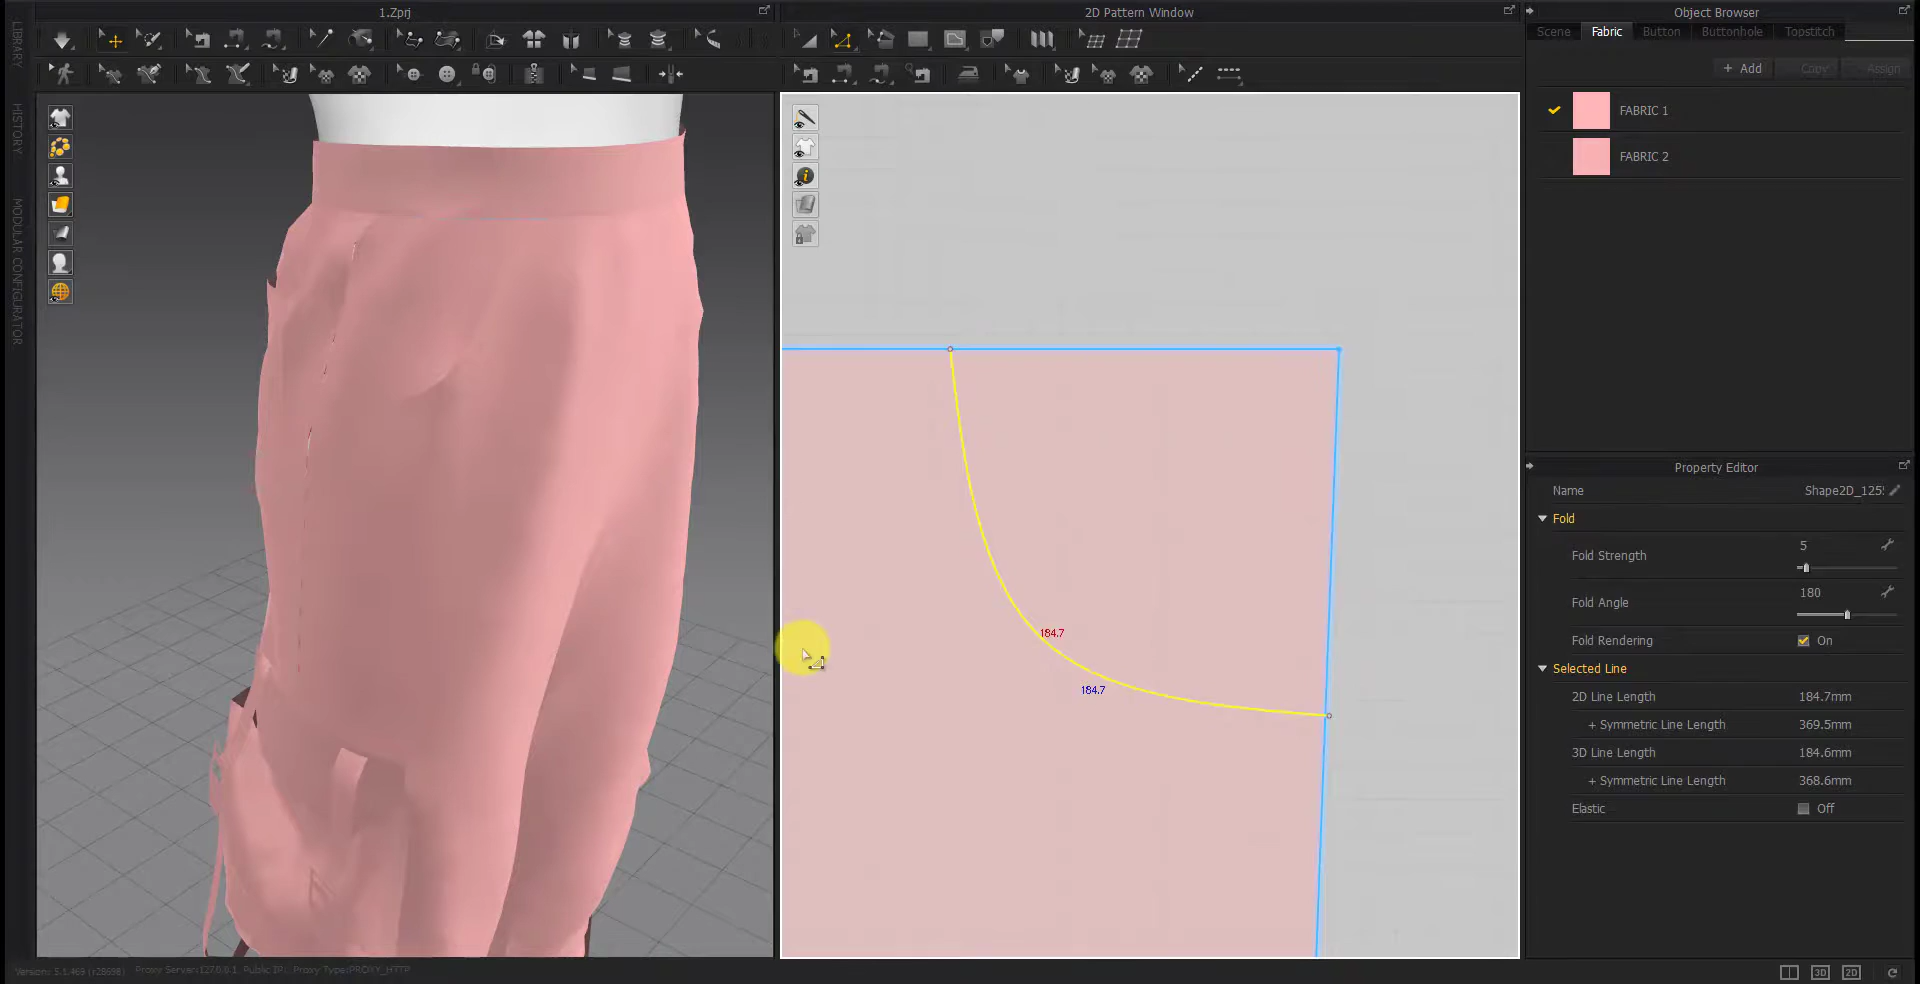 1.Zprj
2D Pattern Window
Object Browser
Scene
Fabric
Button
Buttonhole
Topstitch
+ Add
Copy
Assign
FABRIC 1
FABRIC 2
LIBRARY
HISTORY
MODULAR CONFIGURATOR
184.7
184.7
Property Editor
Name
Shape2D_125
Fold
Fold Strength
5
Fold Angle
180
Fold Rendering
On
Selected Line
2D Line Length
184.7mm
+ Symmetric Line Length
369.5mm
3D Line Length
184.6mm
+ Symmetric Line Length
368.6mm
Elastic
Off
Version: 5.1.469 (r28698)
Proxy Server:127.0.0.1, Public IP:, Proxy Type:PROXY_HTTP
3D
2D